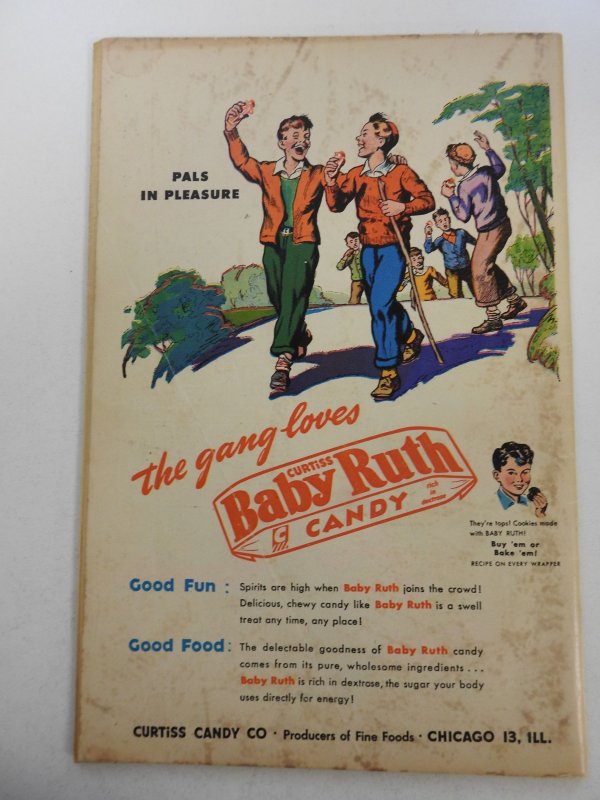 PALS
IN PLEASURE
the gang loves
CURTISS
Baby Ruth
rich
in
dextrose
C
CANDY
They're tops! Cookies made
with BABY RUTH!
Buy 'em or
Bake 'em!
RECIPE ON EVERY WRAPPER
Good Fun : Spirits are high when Baby Ruth joins the crowd!
Delicious, chewy candy like Baby Ruth is a swell
treat any time, any place!
Good Food : The delectable goodness of Baby Ruth candy
comes from its pure, wholesome ingredients . . .
Baby Ruth is rich in dextrose, the sugar your body
uses directly for energy!
CURTISS CANDY CO · Producers of Fine Foods · CHICAGO 13, ILL.